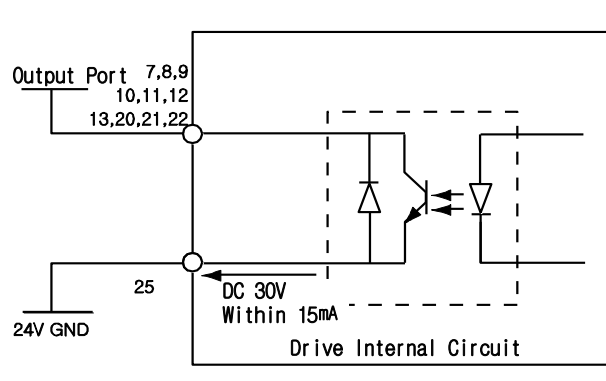 Output Port 7,8,9
10,11,12
13,20,21,22
25
DC 30V
Within 15mA
24V GND
Drive Internal Circuit